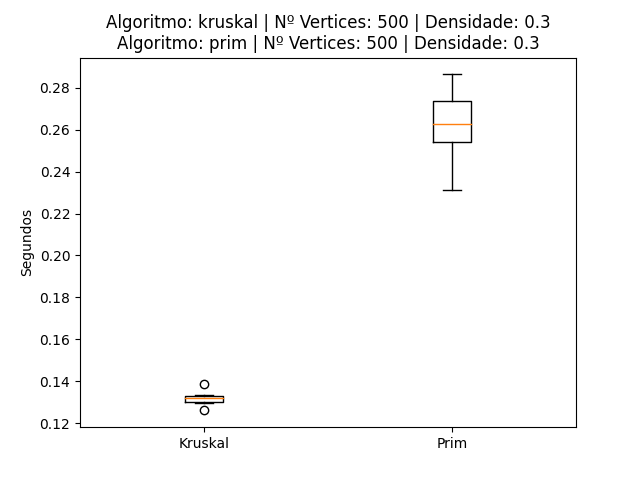 Algoritmo: kruskal | Nº Vertices: 500 | Densidade: 0.3
Algoritmo: prim | Nº Vertices: 500 | Densidade: 0.3
0.28
0.26
0.24
0.22
0.20
0.18
0.16
0.14
0.12
Segundos
Kruskal
Prim